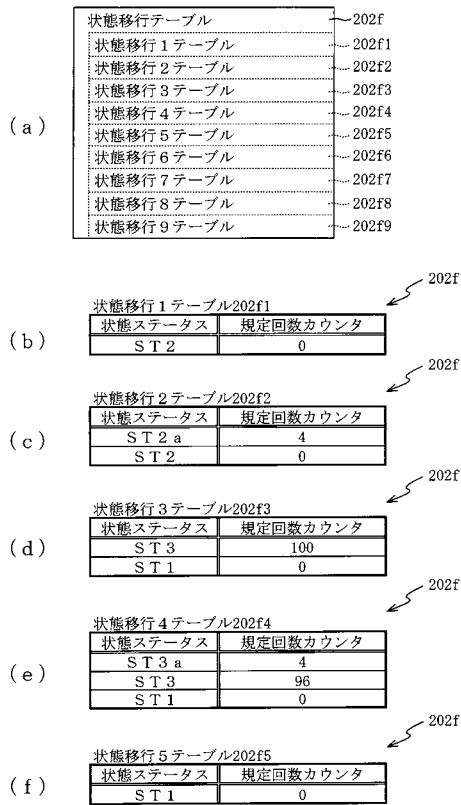 (a)
状態移行テーブル 202f
状態移行1テーブル 202f1
状態移行2テーブル 202f2
状態移行3テーブル 202f3
状態移行4テーブル 202f4
状態移行5テーブル 202f5
状態移行6テーブル 202f6
状態移行7テーブル 202f7
状態移行8テーブル 202f8
状態移行9テーブル 202f9
202f
(b)
状態移行1テーブル202f1
状態ステータス 規定回数カウンタ
ST2 0
202f
(c)
状態移行2テーブル202f2
状態ステータス 規定回数カウンタ
ST2a 4
ST2 0
202f
(d)
状態移行3テーブル202f3
状態ステータス 規定回数カウンタ
ST3 100
ST1 0
202f
(e)
状態移行4テーブル202f4
状態ステータス 規定回数カウンタ
ST3a 4
ST3 96
ST1 0
202f
(f)
状態移行5テーブル202f5
状態ステータス 規定回数カウンタ
ST1 0